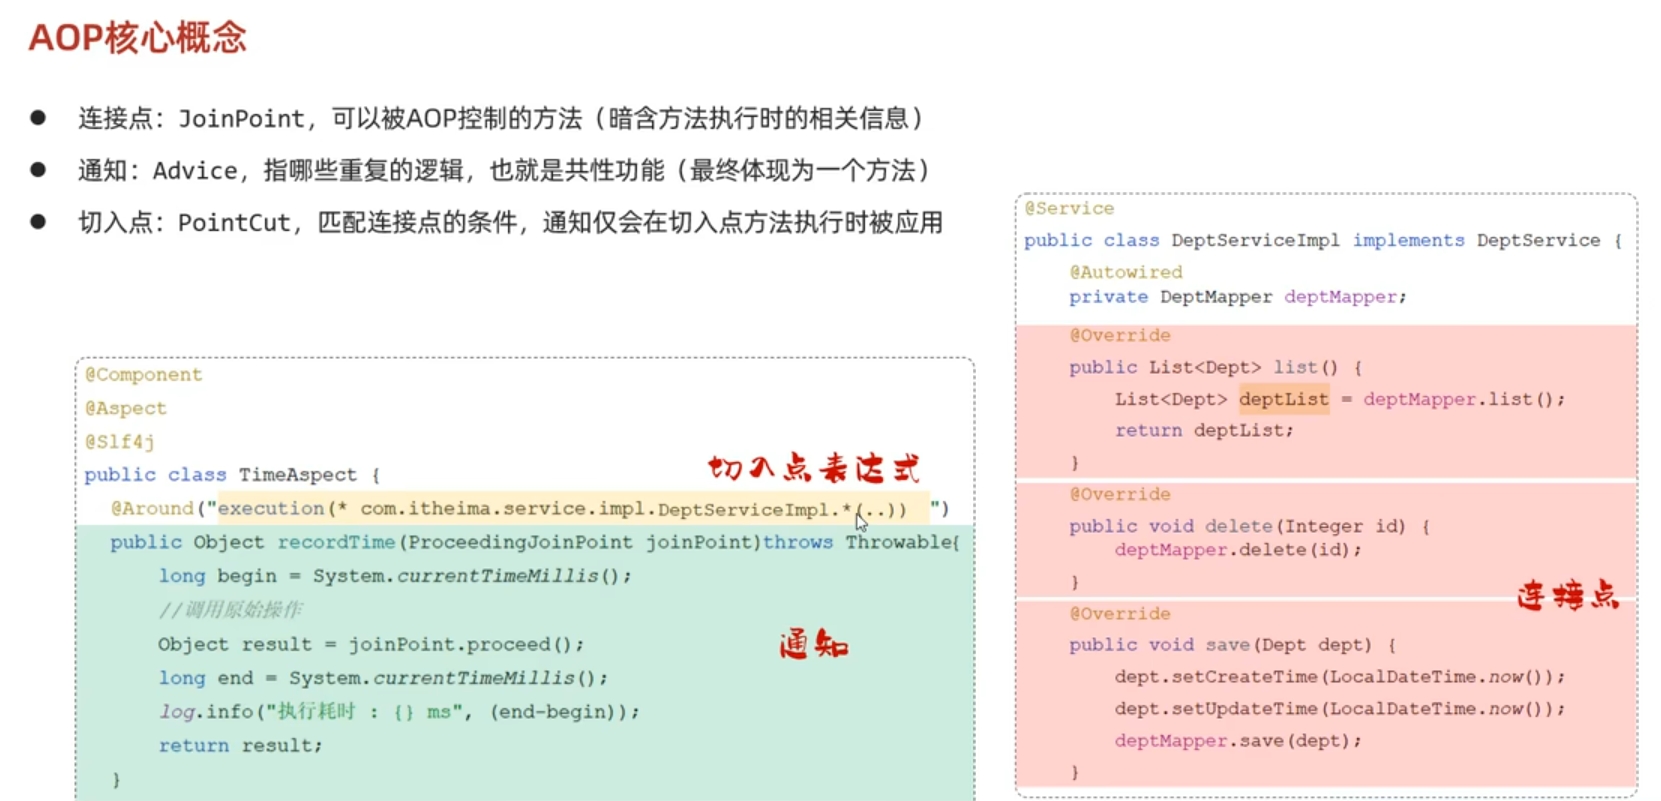 AOP核心概念
● 连接点：JoinPoint，可以被AOP控制的方法（暗含方法执行时的相关信息）
● 通知：Advice，指哪些重复的逻辑，也就是共性功能（最终体现为一个方法）
● 切入点：PointCut，匹配连接点的条件，通知仅会在切入点方法执行时被应用
@Component
@Aspect
@Slf4j
public class TimeAspect {
切入点表达式
@Around("execution(* com.itheima.service.impl.DeptServiceImpl.*(..)) ")
public Object recordTime(ProceedingJoinPoint joinPoint)throws Throwable{
long begin = System.currentTimeMillis();
//调用原始操作
Object result = joinPoint.proceed();
通知
long end = System.currentTimeMillis();
log.info("执行耗时 : {} ms", (end-begin));
return result;
}
@Service
public class DeptServiceImpl implements DeptService {
@Autowired
private DeptMapper deptMapper;
@Override
public List<Dept> list() {
List<Dept> deptList = deptMapper.list();
return deptList;
}
@Override
public void delete(Integer id) {
deptMapper.delete(id);
}
连接点
@Override
public void save(Dept dept) {
dept.setCreateTime(LocalDateTime.now());
dept.setUpdateTime(LocalDateTime.now());
deptMapper.save(dept);
}